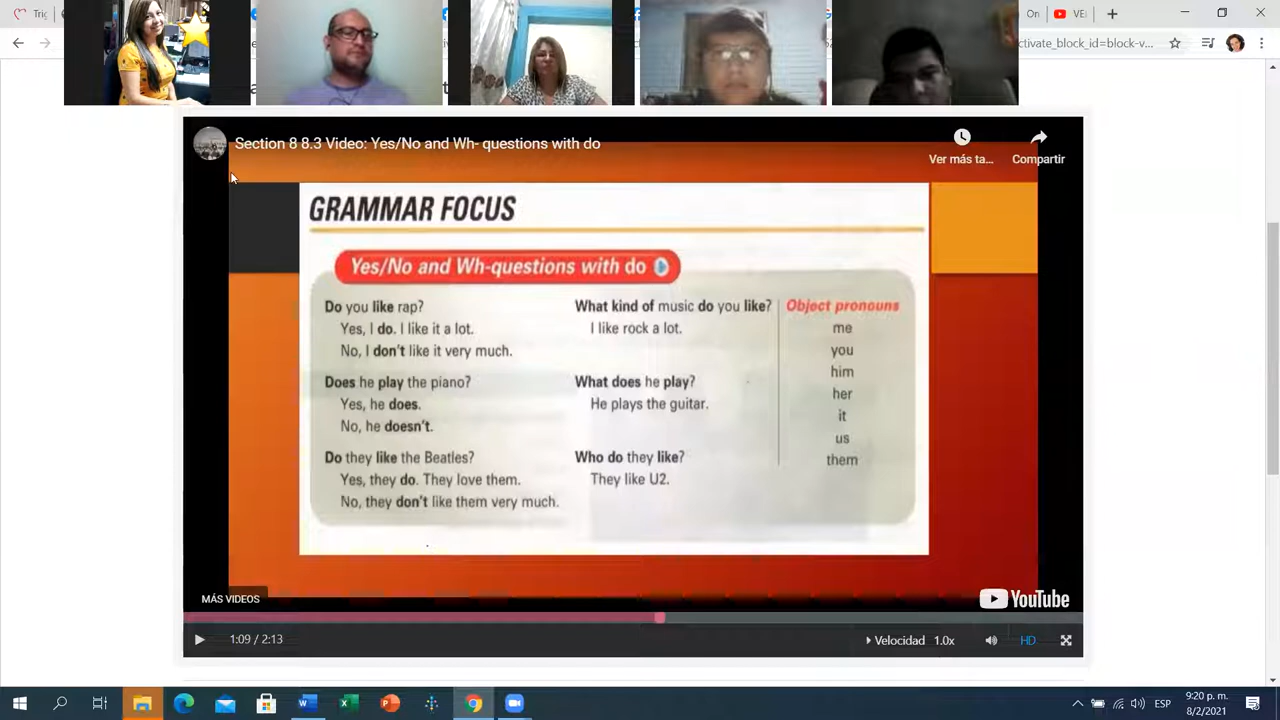 Trig
On
VE
activate_block_id=block-v...
Section 8 8.3 Video: Yes/No and Wh- questions with do
Ver más ta...
Compartir
GRAMMAR FOCUS
Yes/No and Wh-questions with do
Do you like rap?
Yes, I do. I like it a lot.
No, I don't like it very much.
Does he play the piano?
Yes, he does.
No, he doesn't.
Do they like the Beatles?
Yes, they do. They love them.
No, they don't like them very much.
What kind of music do you like?
I like rock a lot.
What does he play?
He plays the guitar.
Who do they like?
They like U2.
Object pronouns
me
you
him
her
it
us
them
MÁS VIDEOS
YouTube
1:09 / 2:13
Velocidad 1.0x
HD
ESP
9:20 p. m.
8/2/2021